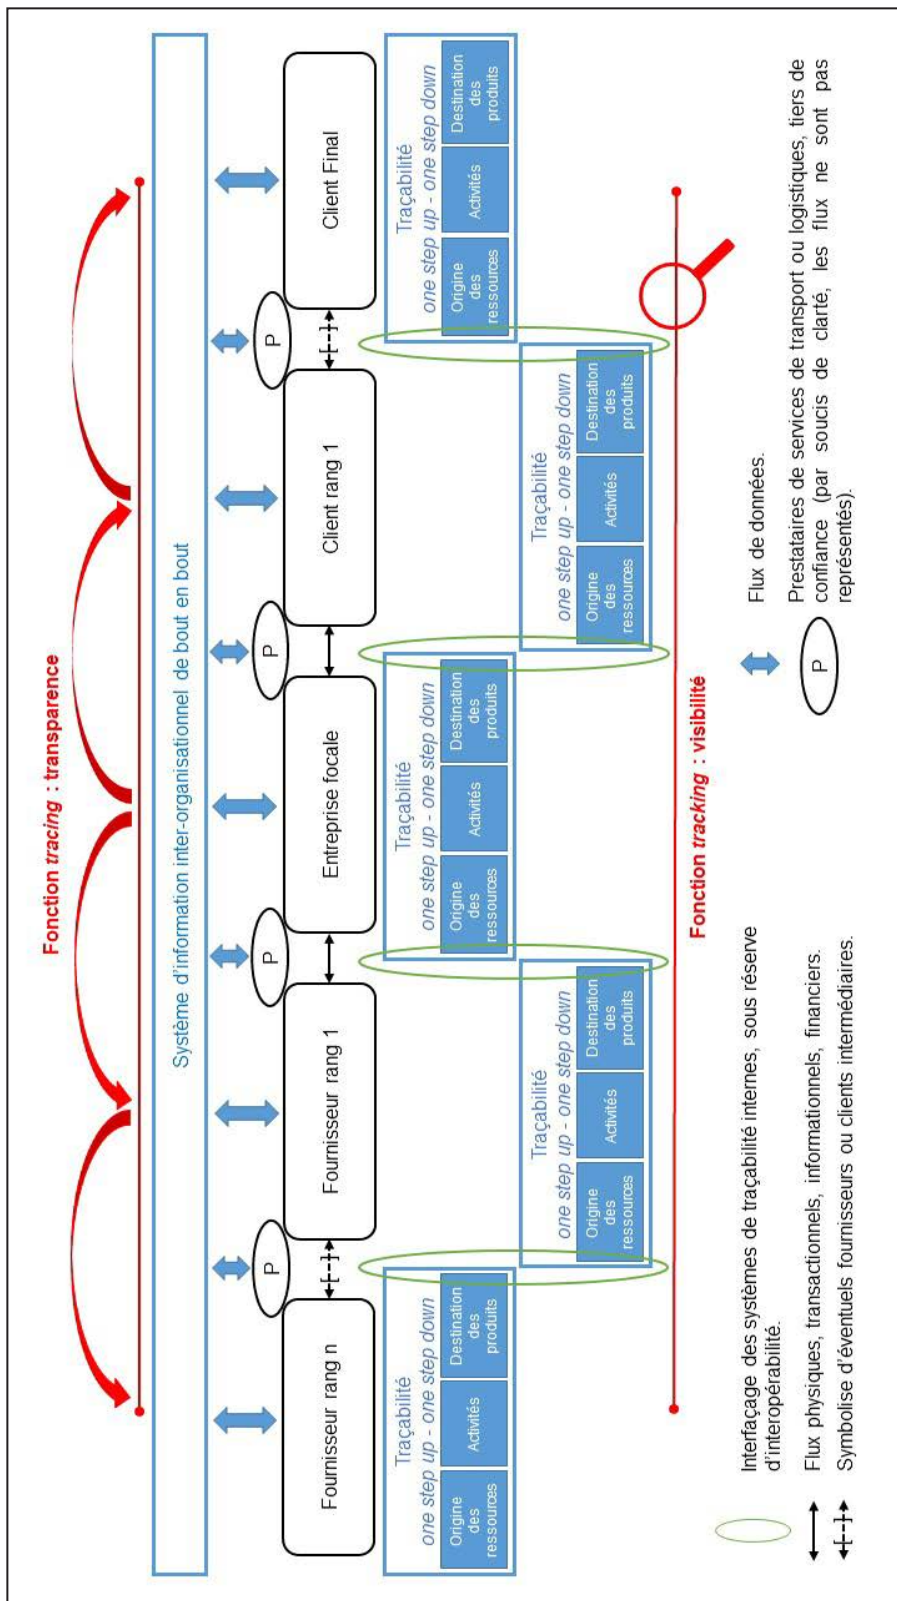 Fonction tracing : transparence
Système d'information inter-organisationnel de bout en bout
P
P
P
P
Fournisseur rang n
Fournisseur rang 1
Entreprise focale
Client rang 1
Client Final
Traçabilité
one step up - one step down
Origine
des
ressources
Activités
Destination
des
produits
Traçabilité
one step up - one step down
Origine
des
ressources
Activités
Destination
des
produits
Traçabilité
one step up - one step down
Origine
des
ressources
Activités
Destination
des
produits
Traçabilité
one step up - one step down
Origine
des
ressources
Activités
Destination
des
produits
Traçabilité
one step up - one step down
Origine
des
ressources
Activités
Destination
des
produits
Fonction tracking : visibilité
Interfaçage des systèmes de traçabilité internes, sous réserve
d'interopérabilité.
Flux physiques, transactionnels, informationnels, financiers.
Symbolise d'éventuels fournisseurs ou clients intermédiaires.
Flux de données.
P
Prestataires de services de transport ou logistiques, tiers de
confiance (par soucis de clarté, les flux ne sont pas
représentés).